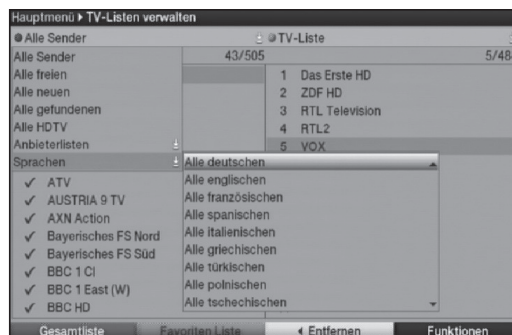 Hauptmenü ▸ TV-Listen verwalten
Alle Sender
TV-Liste
Alle Sender
43/505
5/484
Alle freien
Alle neuen
Alle gefundenen
Alle HDTV
Anbieterlisten
Sprachen
1 Das Erste HD
2 ZDF HD
3 RTL Television
4 RTL2
5 VOX
✓ ATV
✓ AUSTRIA 9 TV
✓ AXN Action
✓ Bayerisches FS Nord
✓ Bayerisches FS Süd
✓ BBC 1 CI
✓ BBC 1 East (W)
✓ BBC HD
Alle deutschen
Alle englischen
Alle französischen
Alle spanischen
Alle italienischen
Alle griechischen
Alle türkischen
Alle polnischen
Alle tschechischen
Gesamtliste
Favoriten Liste
Entfernen
Funktionen